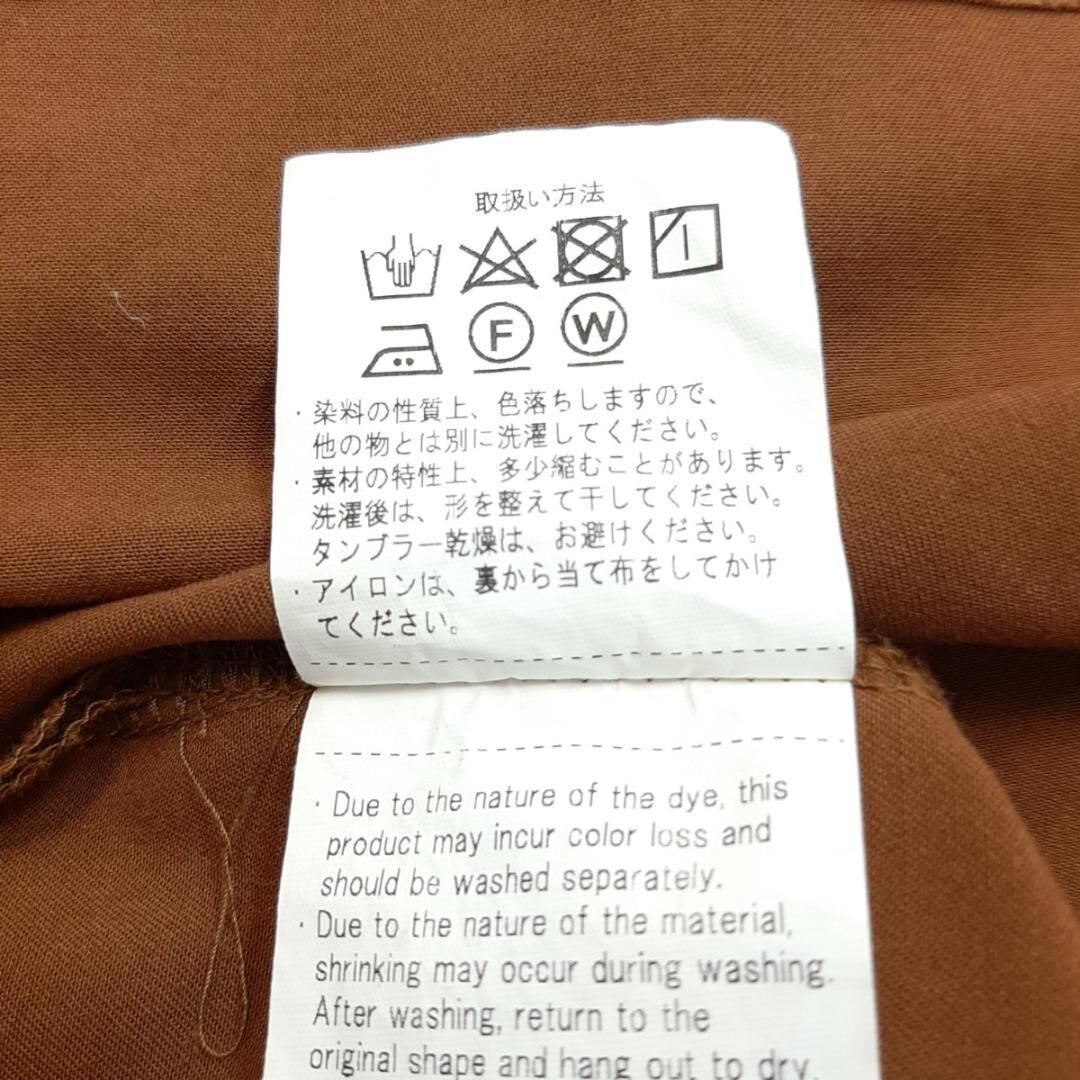 取扱い方法
F W
・染料の性質上、色落ちしますので、
他の物とは別に洗濯してください。
・素材の特性上、多少縮むことがあります。
洗濯後は、形を整えて干してください。
タンブラー乾燥は、お避けください。
・アイロンは、裏から当て布をしてかけ
てください。
・Due to the nature of the dye, this
product may incur color loss and
should be washed separately.
・Due to the nature of the material,
shrinking may occur during washing.
After washing, return to the
original shape and hang out to dry.